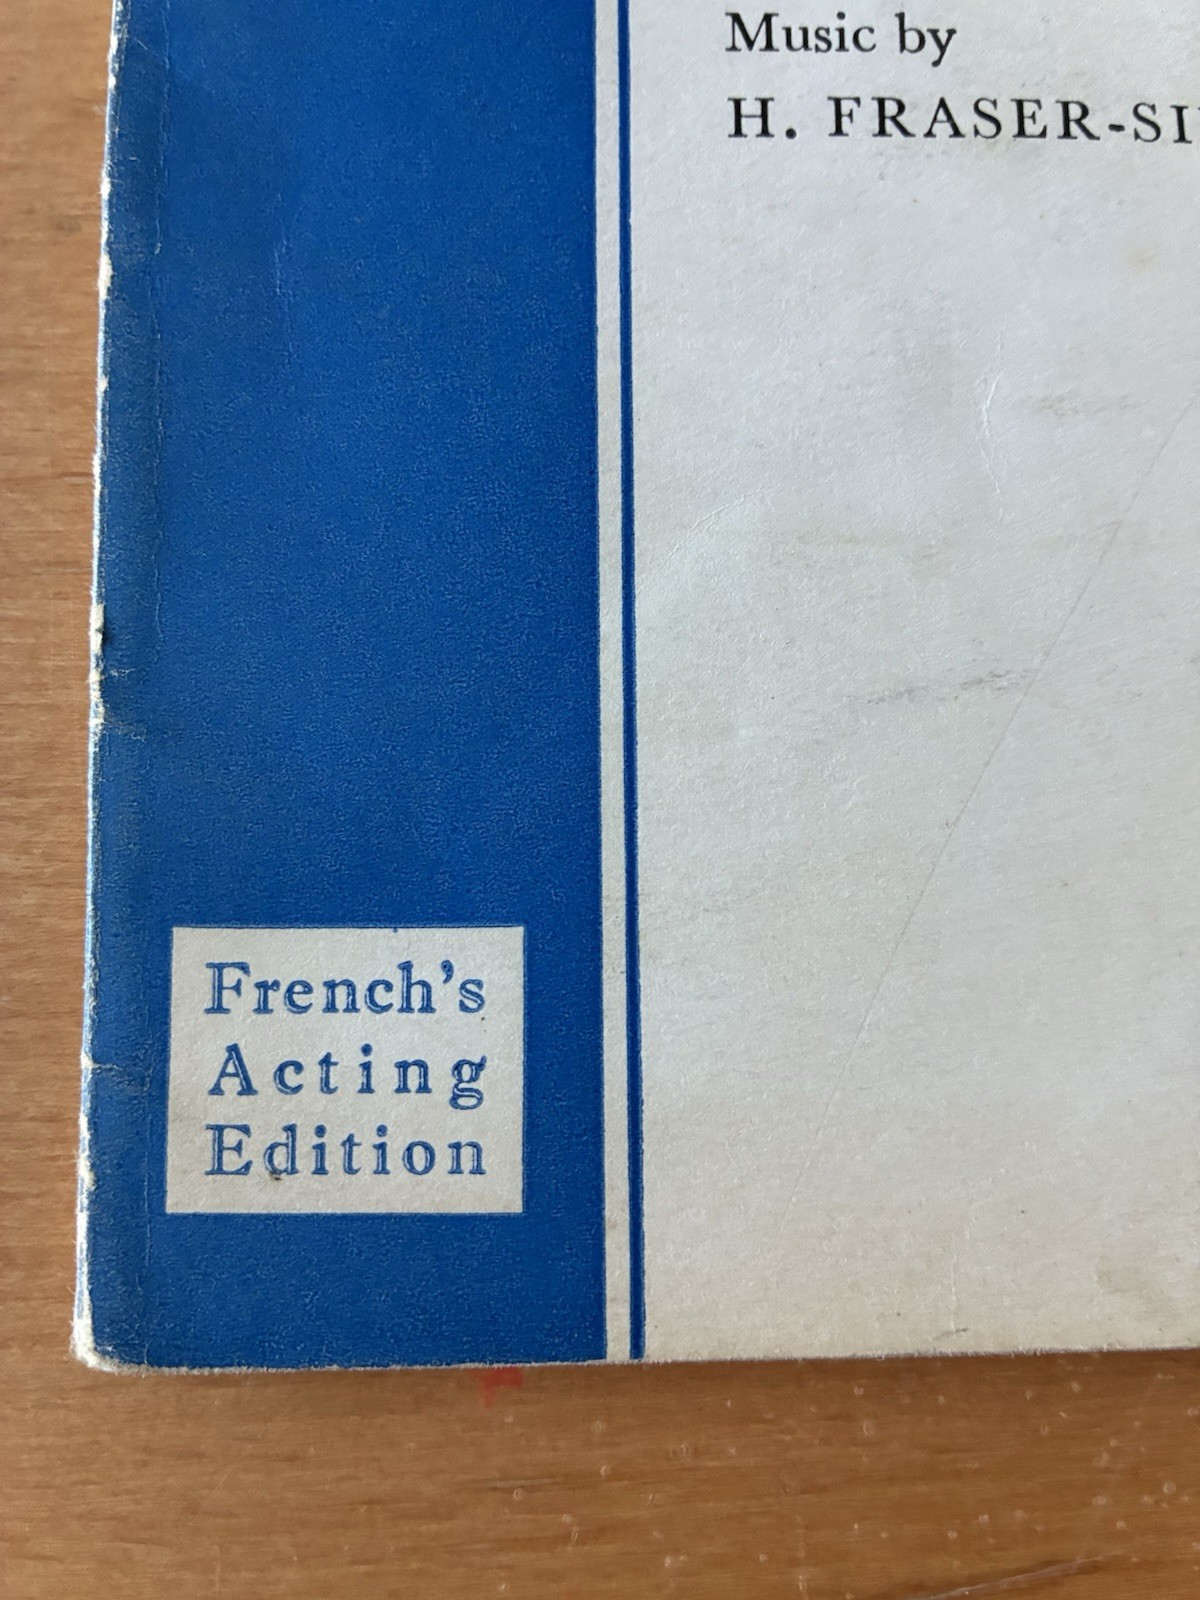 Music by
H. FRASER-SI
French's
Acting
Edition